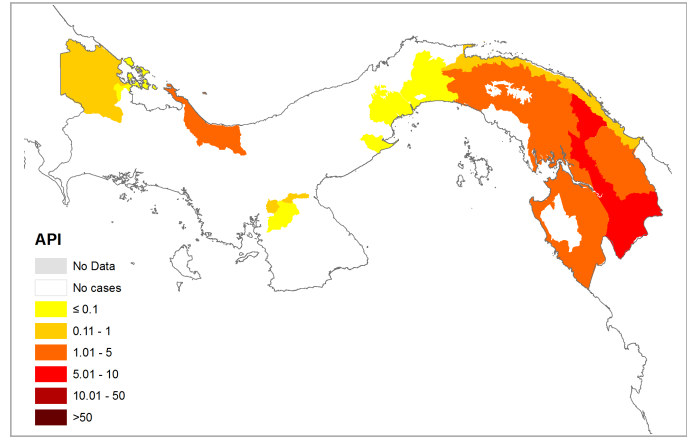 API
No Data
No cases
≤ 0.1
0.11 - 1
1.01 - 5
5.01 - 10
10.01 - 50
>50